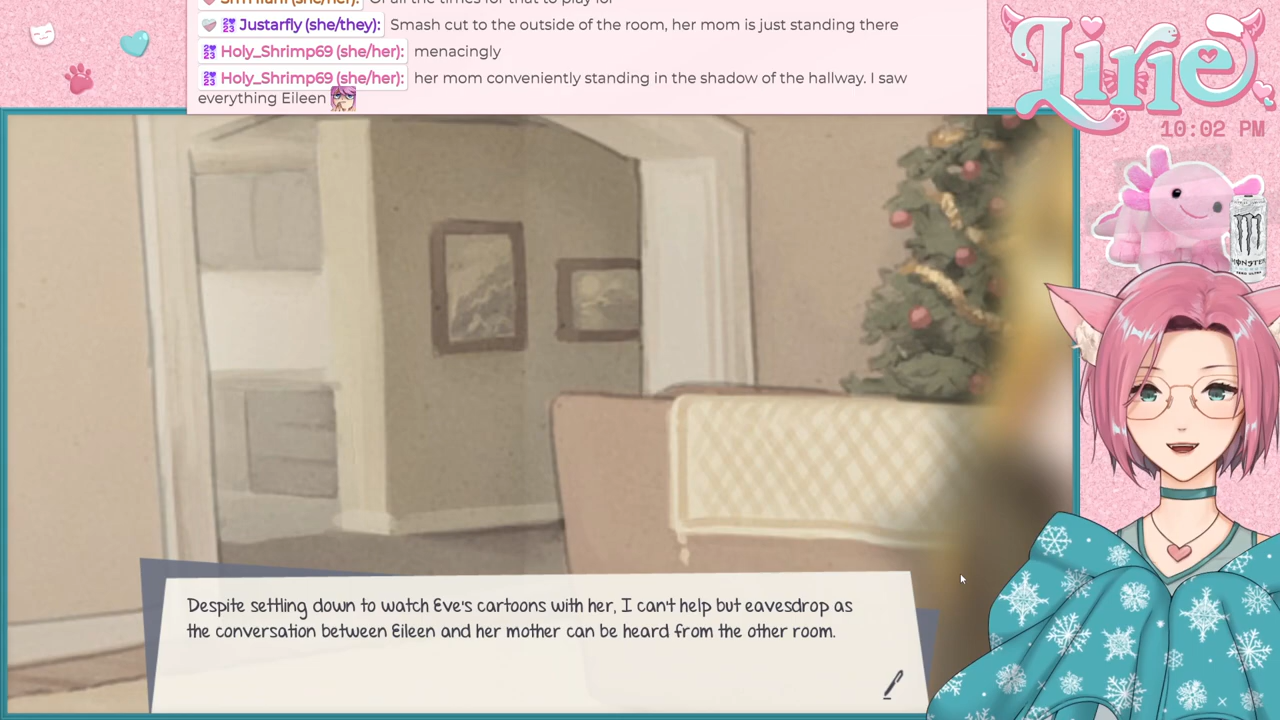 Justarfly (she/they): Smash cut to the outside of the room, her mom is just standing there
Holy_Shrimp69 (she/her): menacingly
Holy_Shrimp69 (she/her): her mom conveniently standing in the shadow of the hallway. I saw
everything Eileen
Lirie
10:02 PM
MONSTER
Despite settling down to watch Eve's cartoons with her, I can't help but eavesdrop as
the conversation between Eileen and her mother can be heard from the other room.